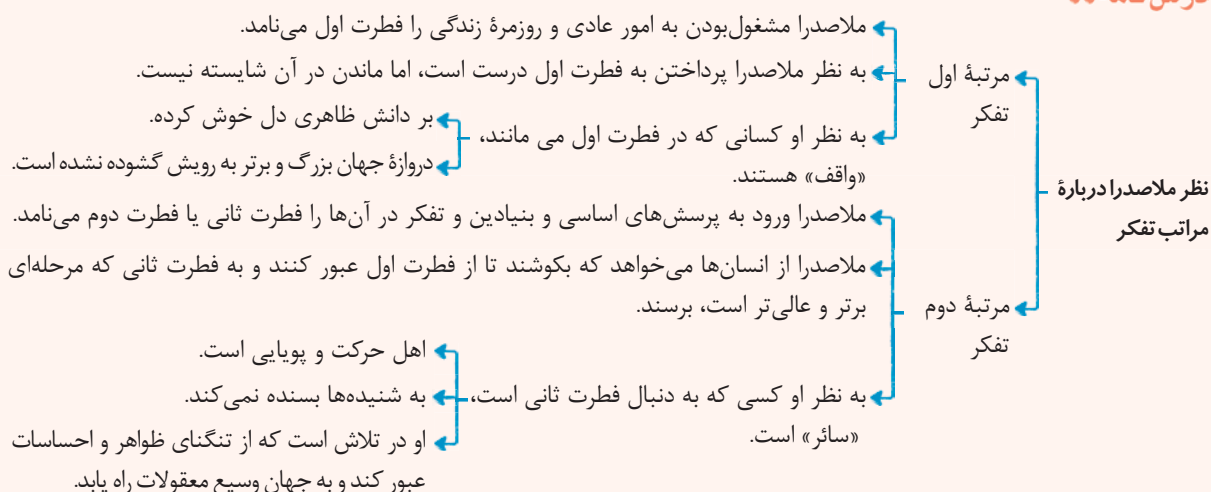 نظر ملاصدرا دربارهٔ
مراتب تفکر
مرتبهٔ اول
تفکر
ملاصدرا مشغول‌بودن به امور عادی و روزمرهٔ زندگی را فطرت اول می‌نامد.
به نظر ملاصدرا پرداختن به فطرت اول درست است، اما ماندن در آن شایسته نیست.
به نظر او کسانی که در فطرت اول می مانند،
«واقف» هستند.
بر دانش ظاهری دل خوش کرده.
دروازهٔ جهان بزرگ و برتر به رویش گشوده نشده است.
مرتبهٔ دوم
تفکر
ملاصدرا ورود به پرسش‌های اساسی و بنیادین و تفکر در آن‌ها را فطرت ثانی یا فطرت دوم می‌نامد.
ملاصدرا از انسان‌ها می‌خواهد که بکوشند تا از فطرت اول عبور کنند و به فطرت ثانی که مرحله‌ای
برتر و عالی‌تر است، برسند.
به نظر او کسی که به دنبال فطرت ثانی است،
«سائر» است.
اهل حرکت و پویایی است.
به شنیده‌ها بسنده نمی‌کند.
او در تلاش است که از تنگنای ظواهر و احساسات
عبور کند و به جهان وسیع معقولات راه یابد.